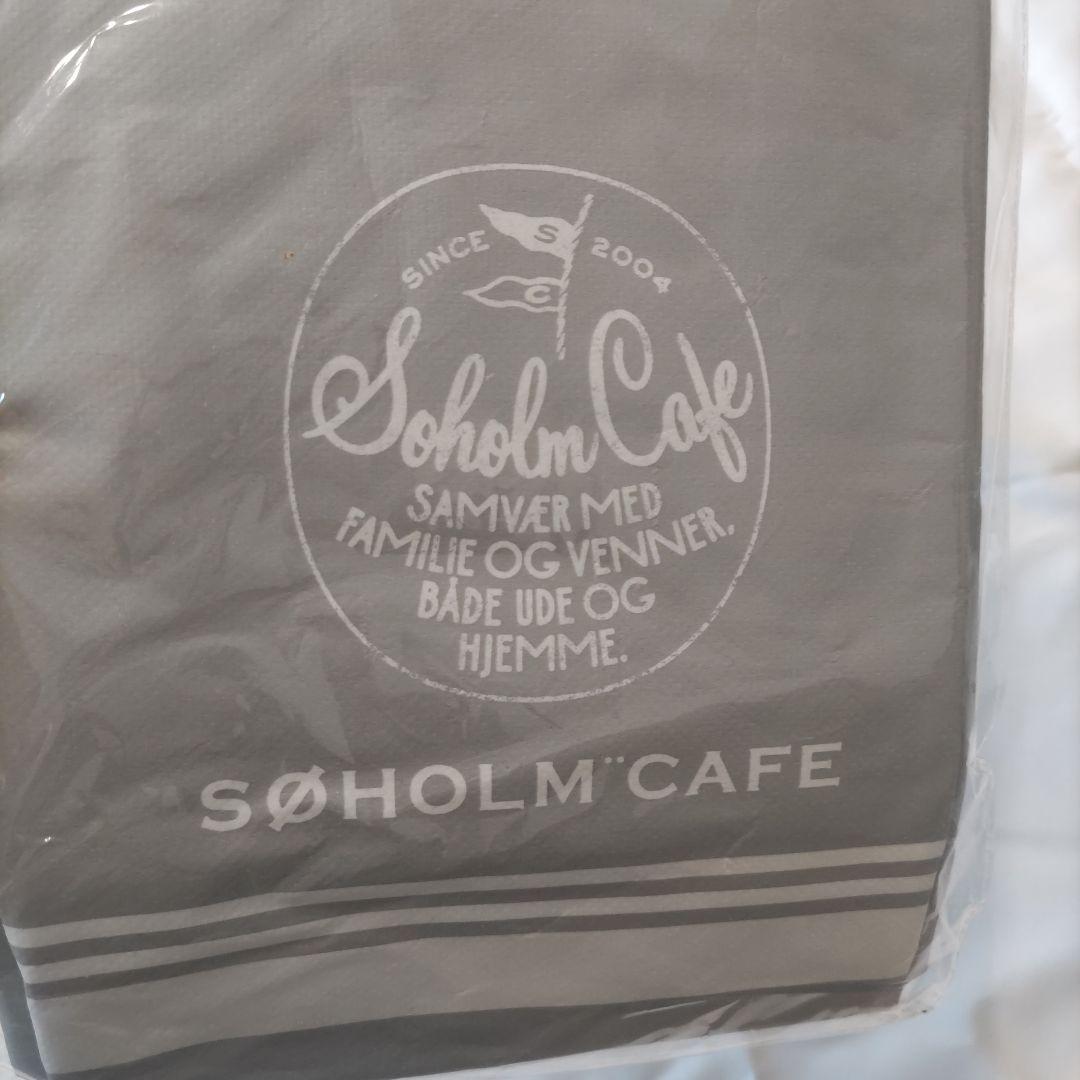 SINCE S 2004
C
Soholm Cafe
SAMVÆR MED
FAMILIE OG VENNER,
BÅDE UDE OG
HJEMME.
SØHOLM¨CAFE